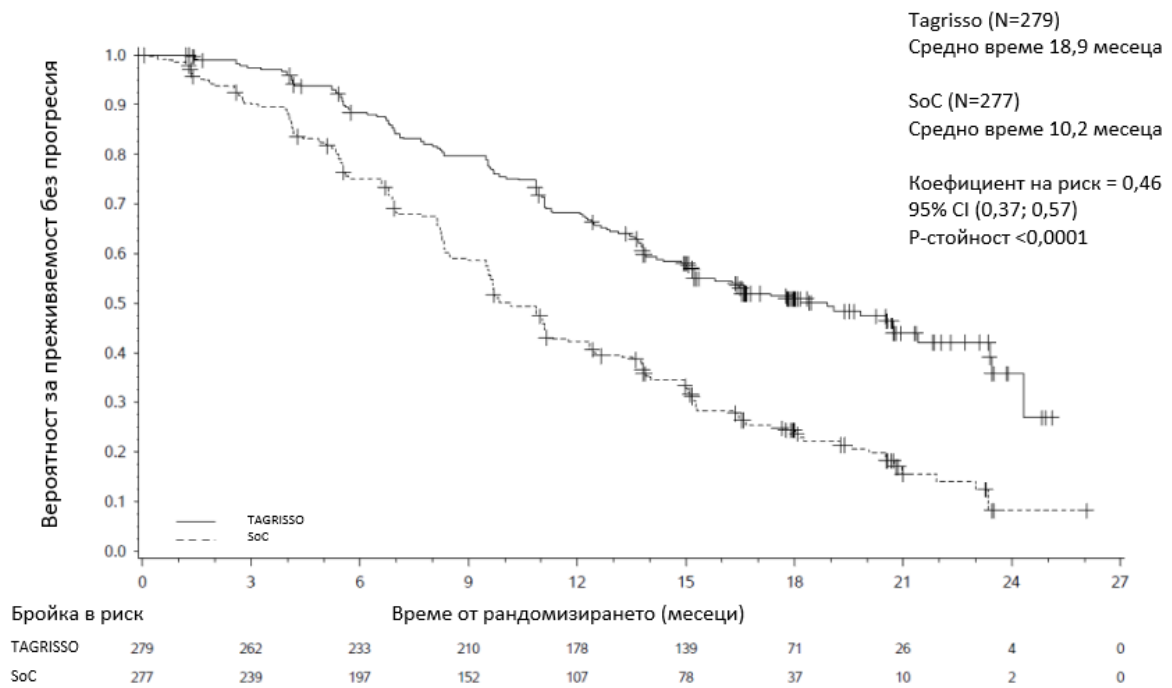 Tagrisso (N=279)
Средно време 18,9 месеца
SoC (N=277)
Средно време 10,2 месеца
Коефициент на риск = 0,46
95% CI (0,37; 0,57)
Р-стойност <0,0001
Вероятност за преживяемост без прогресия
1.0
0.9
0.8
0.7
0.6
0.5
0.4
0.3
0.2
0.1
0.0
TAGRISSO
SoC
0 3 6 9 12 15 18 21 24 27
Бройка в риск Време от рандомизирането (месеци)
TAGRISSO 279 262 233 210 178 139 71 26 4 0
SoC 277 239 197 152 107 78 37 10 2 0